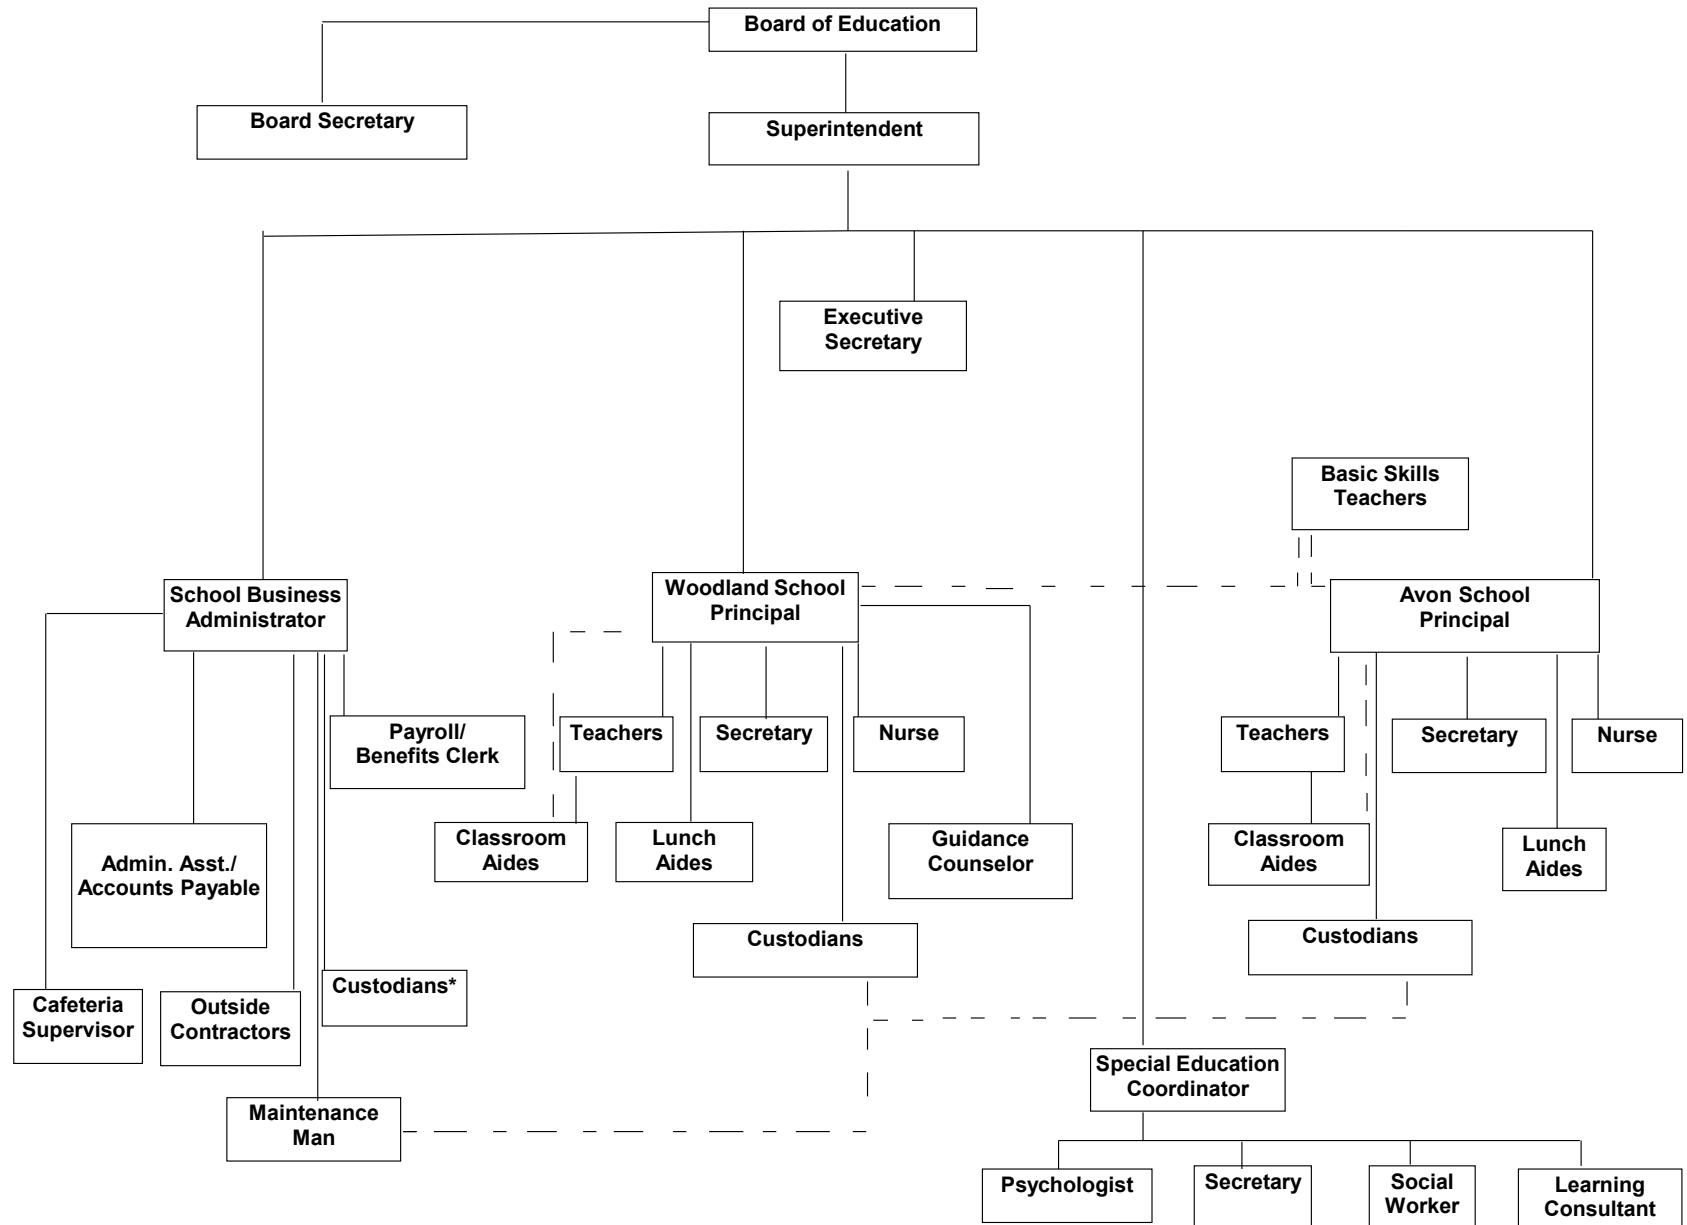 Board of Education
Board Secretary
Superintendent
Executive
Secretary
Basic Skills
Teachers
School Business
Administrator
Woodland School
Principal
Avon School
Principal
Payroll/
Benefits Clerk
Teachers
Secretary
Nurse
Teachers
Secretary
Nurse
Admin. Asst./
Accounts Payable
Classroom
Aides
Lunch
Aides
Guidance
Counselor
Classroom
Aides
Lunch
Aides
Custodians
Custodians
Cafeteria
Supervisor
Outside
Contractors
Custodians*
Special Education
Coordinator
Maintenance
Man
Psychologist
Secretary
Social
Worker
Learning
Consultant